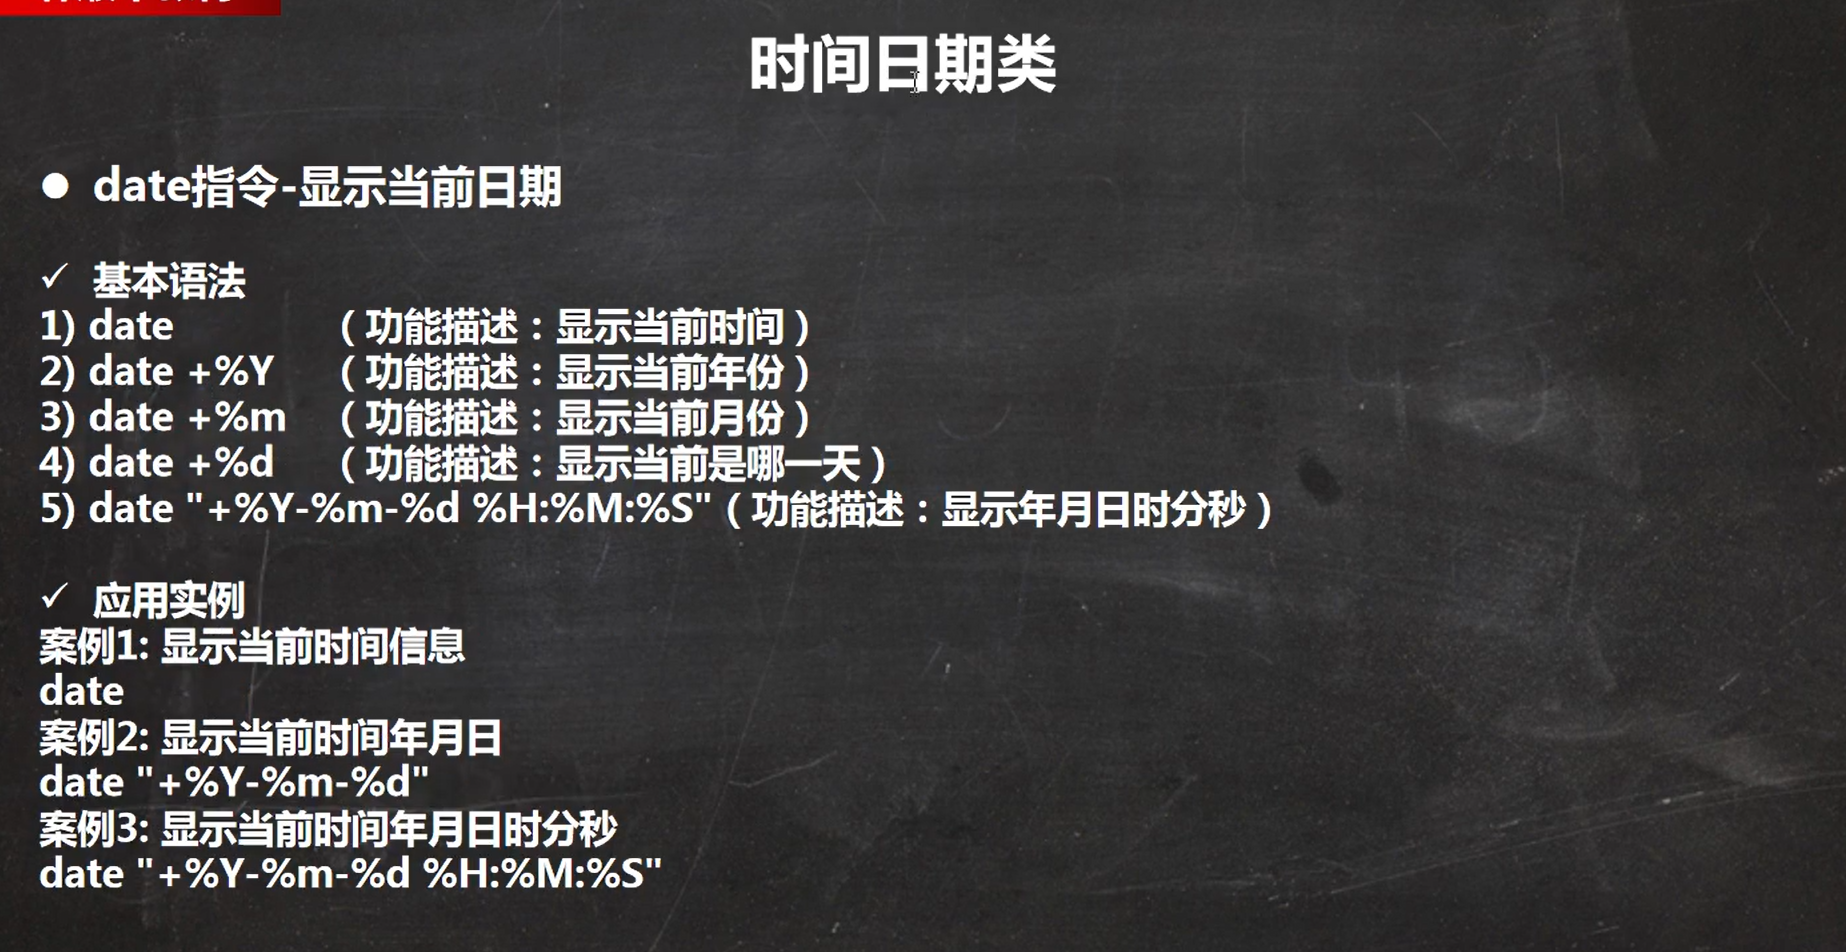 时间日期类
● date指令-显示当前日期
✓ 基本语法
1) date （功能描述：显示当前时间）
2) date +%Y （功能描述：显示当前年份）
3) date +%m （功能描述：显示当前月份）
4) date +%d （功能描述：显示当前是哪一天）
5) date "+%Y-%m-%d %H:%M:%S"（功能描述：显示年月日时分秒）
✓ 应用实例
案例1: 显示当前时间信息
date
案例2: 显示当前时间年月日
date "+%Y-%m-%d"
案例3: 显示当前时间年月日时分秒
date "+%Y-%m-%d %H:%M:%S"